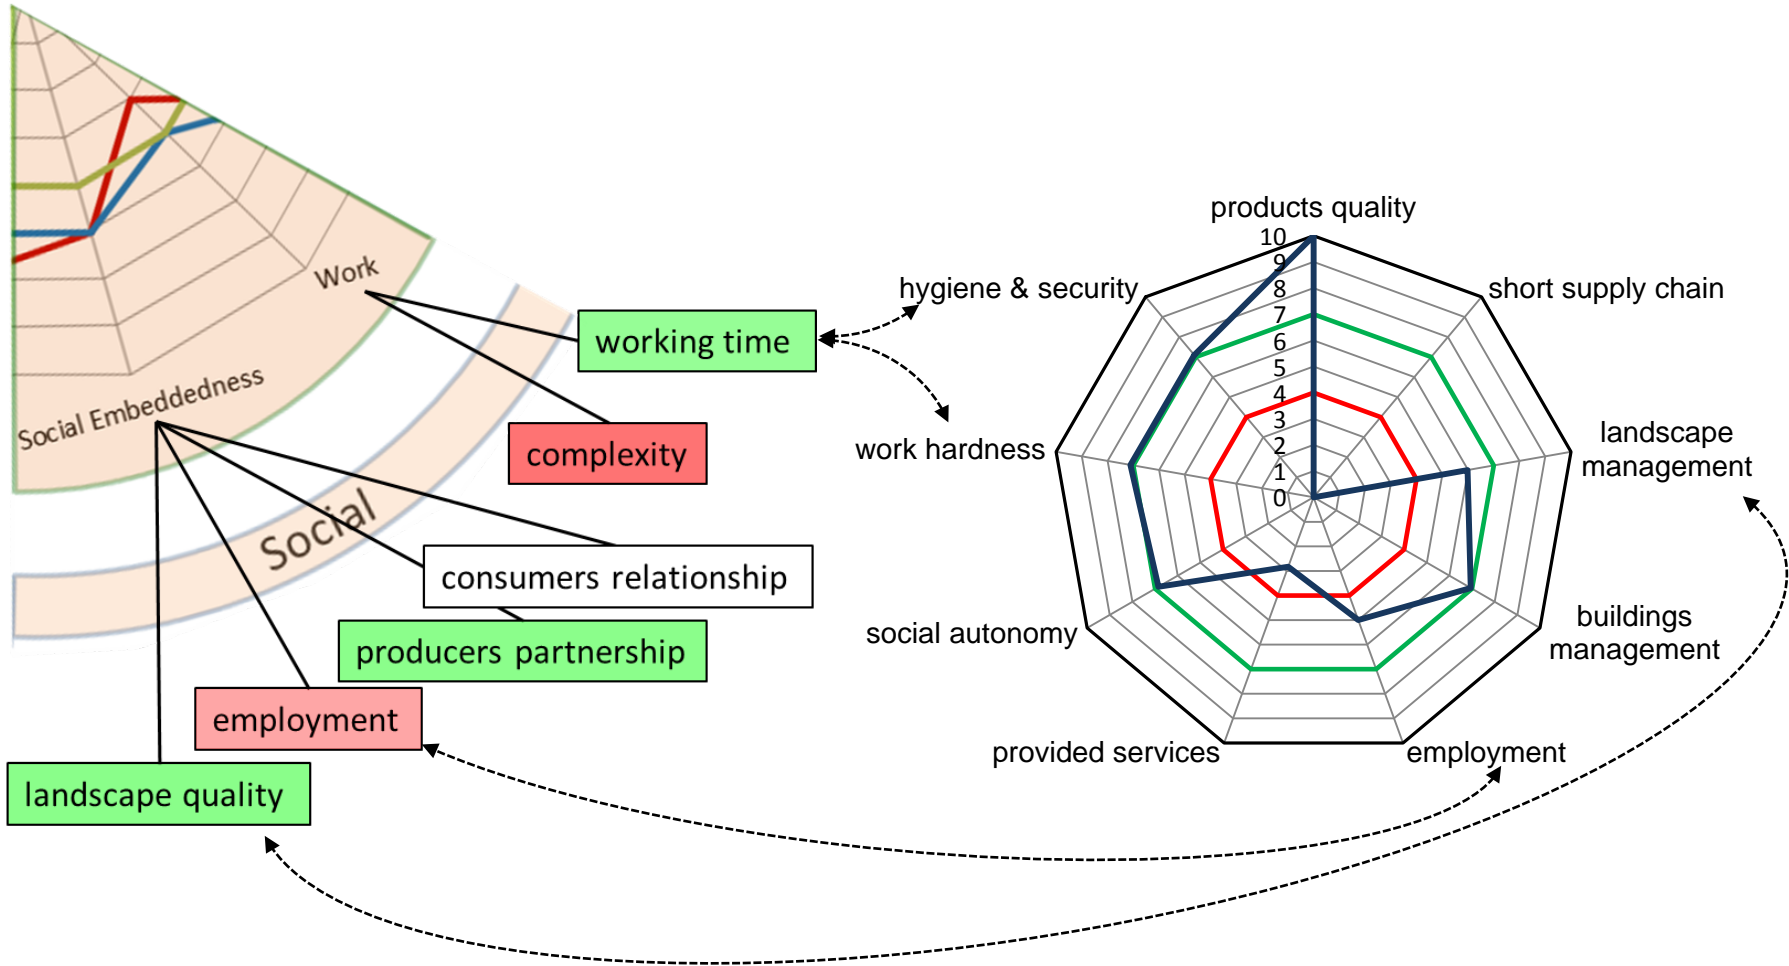 Work
Social Embeddedness
Social
working time
complexity
consumers relationship
producers partnership
employment
landscape quality
products quality
10
9
8
7
6
5
4
3
2
1
0
hygiene & security
short supply chain
work hardness
landscape
management
social autonomy
buildings
management
provided services
employment